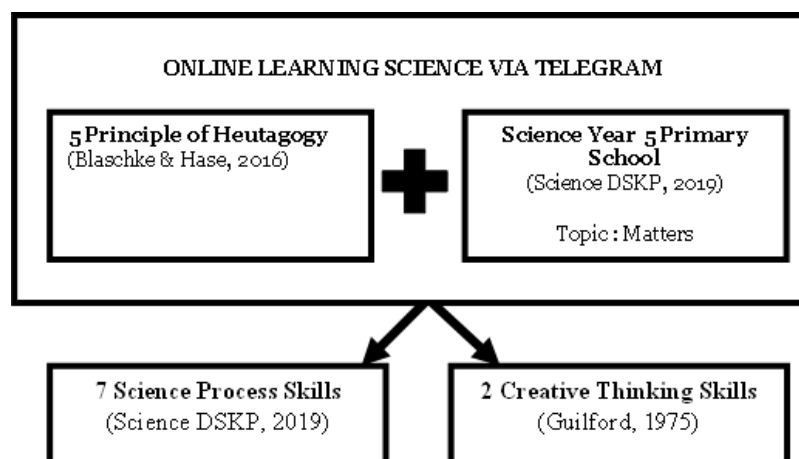 ONLINE LEARNING SCIENCE VIA TELEGRAM
5 Principle of Heutagogy
(Blaschke & Hase, 2016)
Science Year 5 Primary
School
(Science DSKP, 2019)
Topic : Matters
7 Science Process Skills
(Science DSKP, 2019)
2 Creative Thinking Skills
(Guilford, 1975)